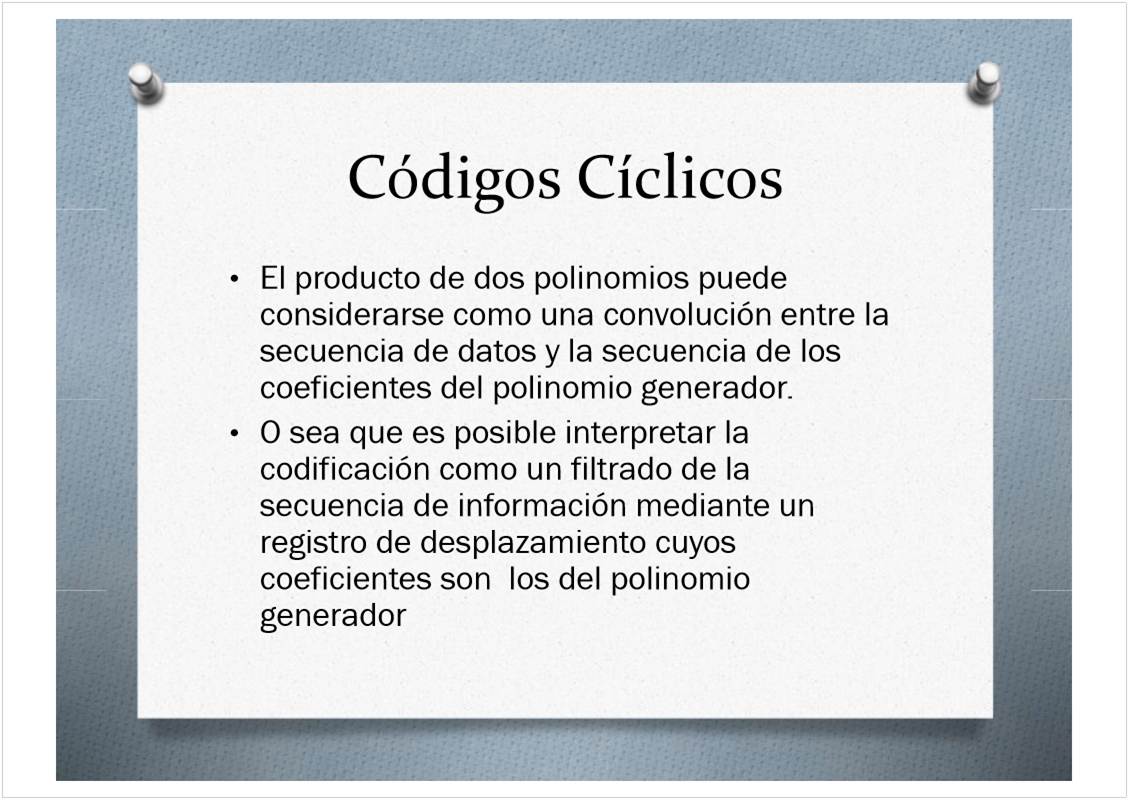 Códigos Cíclicos
• El producto de dos polinomios puede
considerarse como una convolución entre la
secuencia de datos y la secuencia de los
coeficientes del polinomio generador.
• O sea que es posible interpretar la
codificación como un filtrado de la
secuencia de información mediante un
registro de desplazamiento cuyos
coeficientes son  los del polinomio
generador